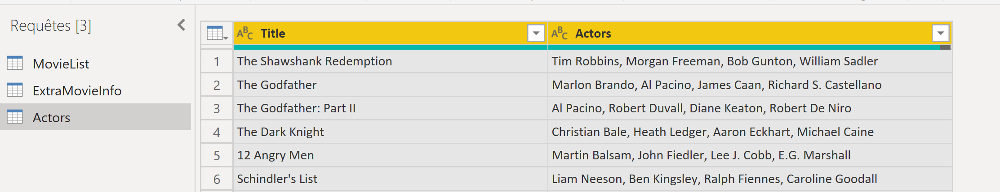 Requêtes [3]
MovieList
ExtraMovieInfo
Actors
ABC Title ABC Actors
1 The Shawshank Redemption Tim Robbins, Morgan Freeman, Bob Gunton, William Sadler
2 The Godfather Marlon Brando, Al Pacino, James Caan, Richard S. Castellano
3 The Godfather: Part II Al Pacino, Robert Duvall, Diane Keaton, Robert De Niro
4 The Dark Knight Christian Bale, Heath Ledger, Aaron Eckhart, Michael Caine
5 12 Angry Men Martin Balsam, John Fiedler, Lee J. Cobb, E.G. Marshall
6 Schindler's List Liam Neeson, Ben Kingsley, Ralph Fiennes, Caroline Goodall